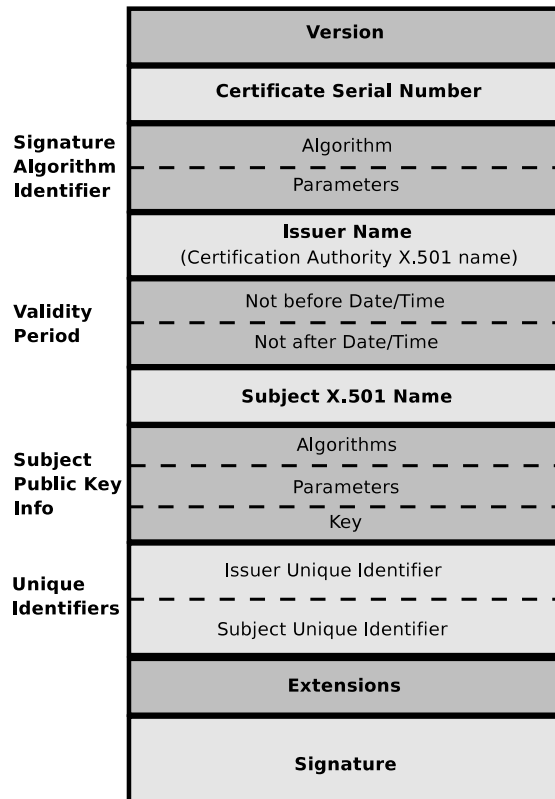 Version
Certificate Serial Number
Signature
Algorithm
Identifier
Algorithm
Parameters
Issuer Name
(Certification Authority X.501 name)
Validity
Period
Not before Date/Time
Not after Date/Time
Subject X.501 Name
Subject
Public Key
Info
Algorithms
Parameters
Key
Unique
Identifiers
Issuer Unique Identifier
Subject Unique Identifier
Extensions
Signature